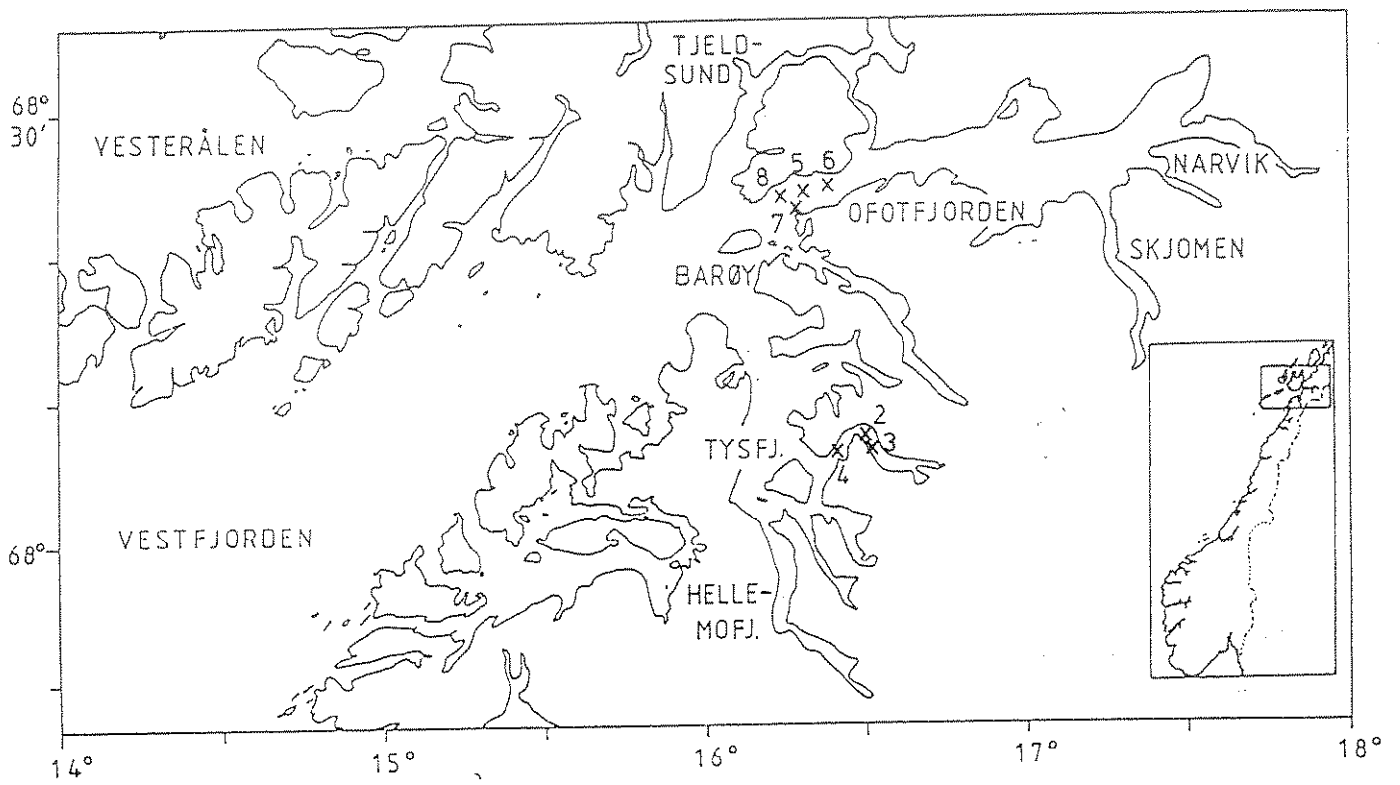 TJELD-
SUND
68°
30'
VESTERÅLEN
NARVIK
5 6
8
OFOTFJORDEN
7
SKJOMEN
BARØY
2
TYSFJ.
3
4
VESTFJORDEN
68°
HELLE-
MOFJ.
14° 15° 16° 17° 18°